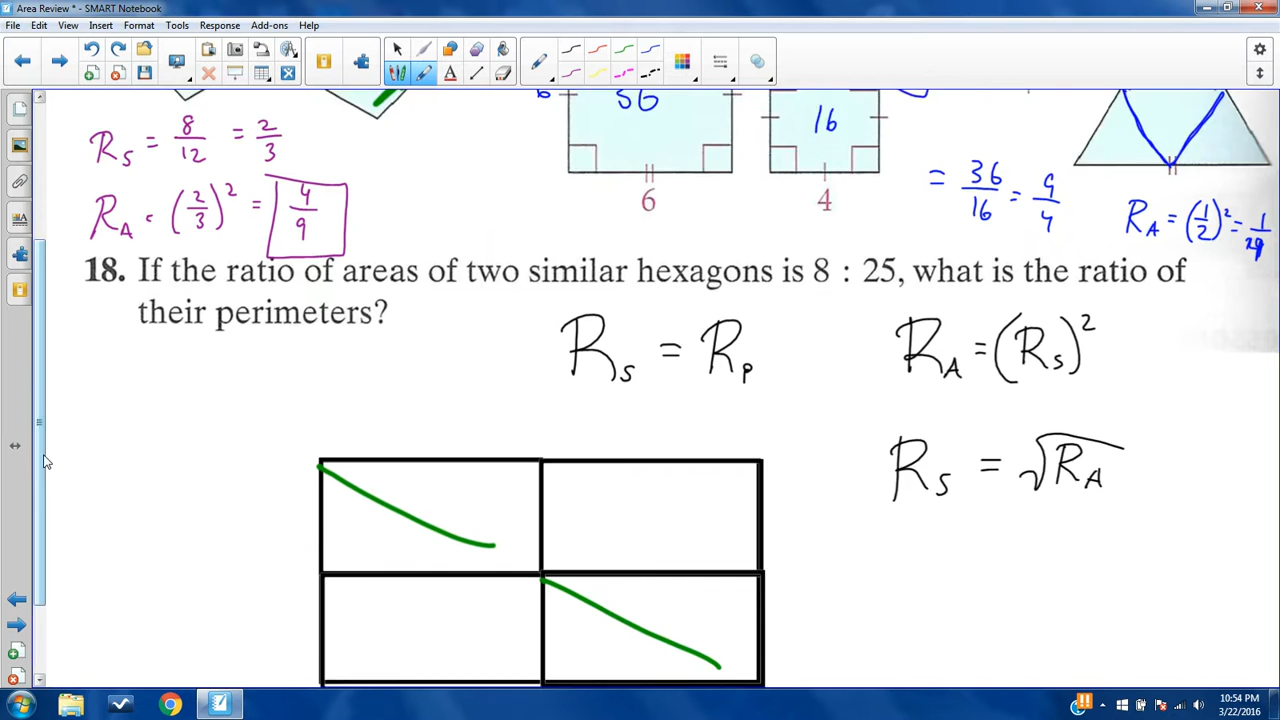 Area Review * - SMART Notebook
File Edit View Insert Format Tools Response Add-ons Help
R_S = 8/12 = 2/3
R_A = (2/3)² = 4/9
6
4
16
= 36/16 = 9/4
R_A = (1/2)² = 1/
18. If the ratio of areas of two similar hexagons is 8 : 25, what is the ratio of
their perimeters?
R_S = R_P
R_A = (R_S)²
R_S = √R_A
10:54 PM
3/22/2016